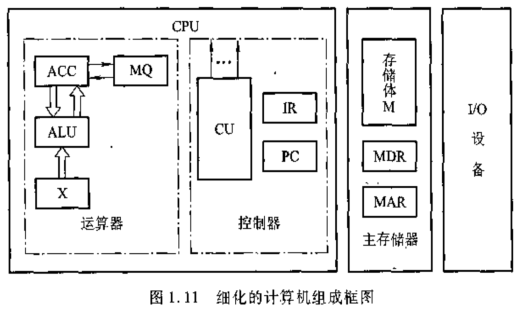 CPU
ACC
MQ
ALU
X
运算器
...
CU
IR
PC
控制器
存储体M
MDR
MAR
主存储器
I/O设备
图1.11 细化的计算机组成框图